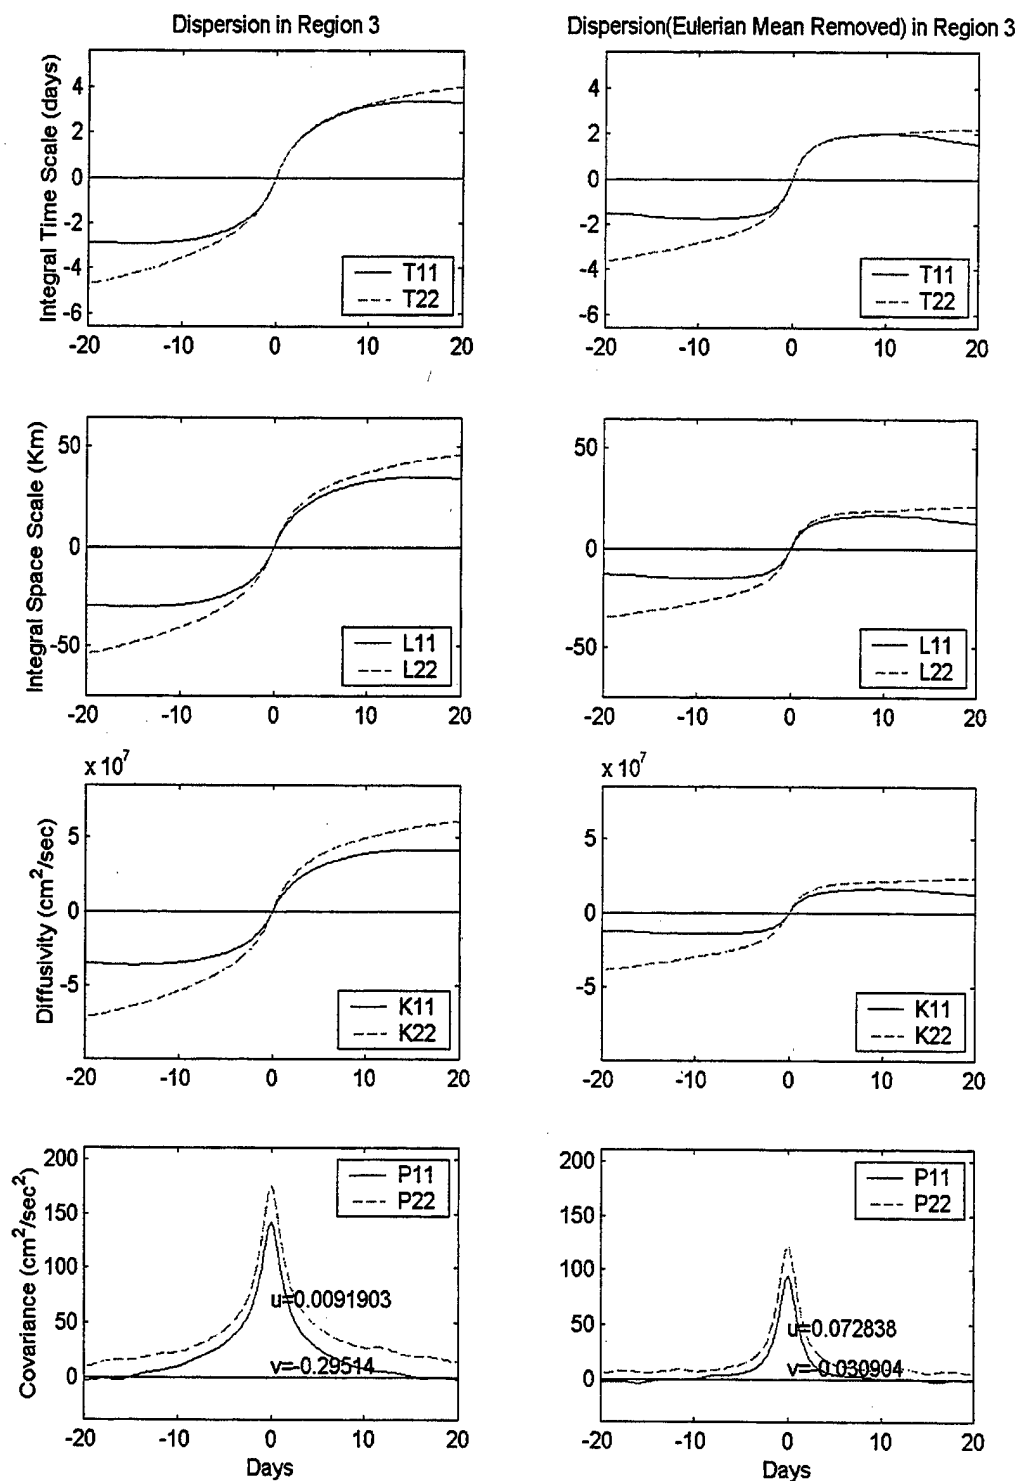 Dispersion in Region 3
Integral Time Scale (days)
4
2
0
-2
-4
-6
T11
T22
-20 -10 0 10 20
Dispersion(Eulerian Mean Removed) in Region 3
4
2
0
-2
-4
-6
T11
T22
-20 -10 0 10 20
Integral Space Scale (Km)
50
0
-50
L11
L22
-20 -10 0 10 20
50
0
-50
L11
L22
-20 -10 0 10 20
x 10^7
Diffusivity (cm²/sec)
5
0
-5
K11
K22
-20 -10 0 10 20
x 10^7
5
0
-5
K11
K22
-20 -10 0 10 20
Covariance (cm²/sec²)
200
150
100
50
0
P11
P22
u=0.0091903
v=-0.29514
-20 -10 0 10 20
Days
200
150
100
50
0
P11
P22
u=0.072838
v=-0.030904
-20 -10 0 10 20
Days